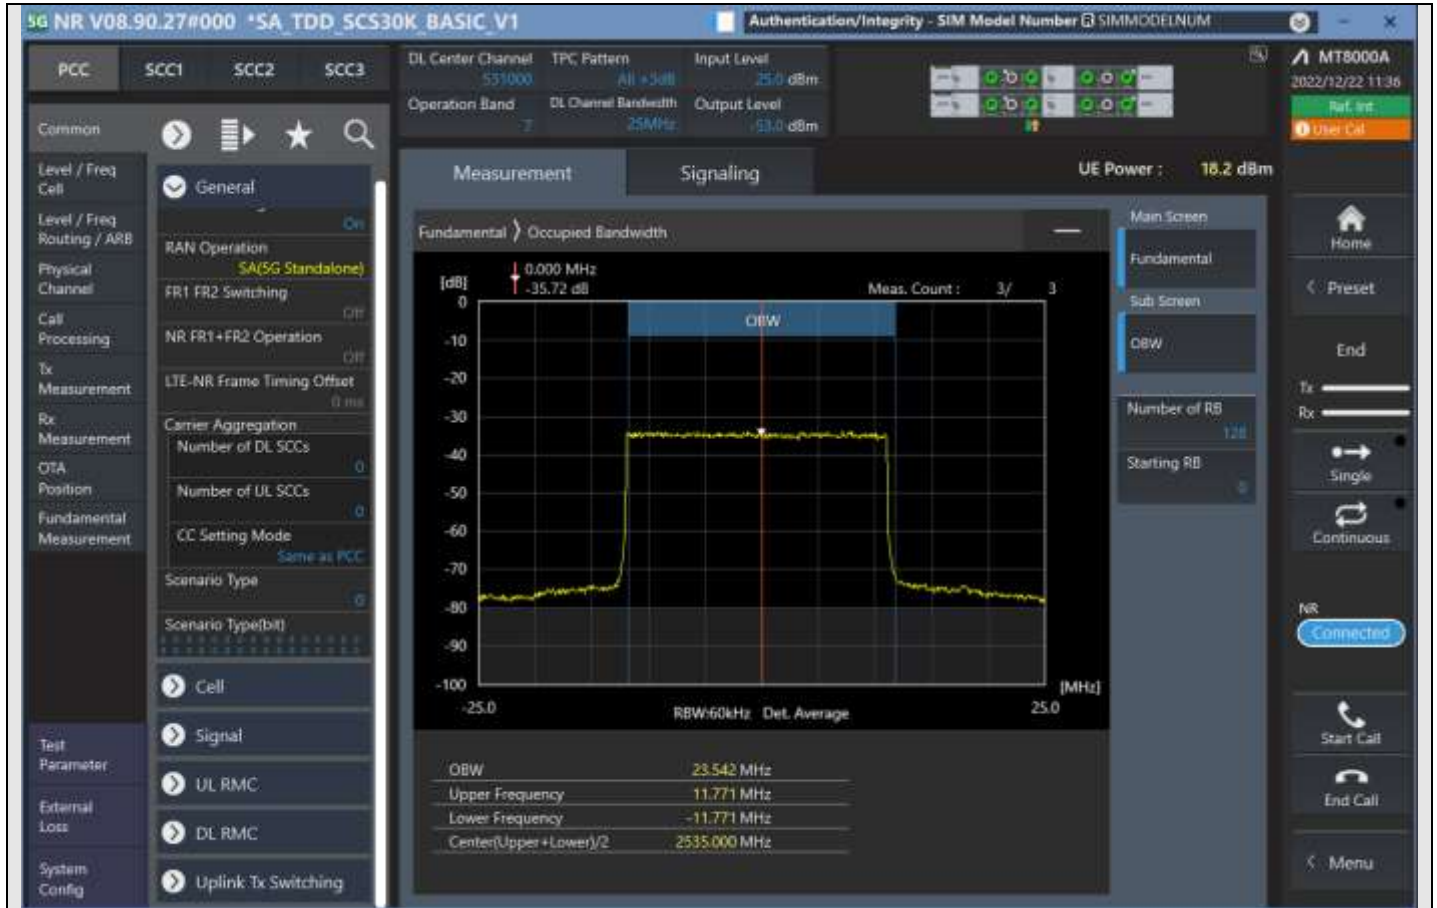 5G NR V08.90.27#000 *SA_TDD_SCS30K_BASIC_V1
Authentication/Integrity - SIM Model Number SIMMODELNUM
PCC SCC1 SCC2 SCC3
DL Center Channel 531000
TPC Pattern All +3dB
Input Level 25.0 dBm
Operation Band 7
DL Channel Bandwidth 25MHz
Output Level -53.0 dBm
MT8000A
2022/12/22 11:36
Ref. Int.
User Cal
Common
Level / Freq
Cell
Level / Freq
Routing / ARB
Physical
Channel
Call
Processing
Tx
Measurement
Rx
Measurement
OTA
Position
Fundamental
Measurement
Test
Parameter
External
Loss
System
Config
General
On
RAN Operation
SA(5G Standalone)
FR1 FR2 Switching
Off
NR FR1+FR2 Operation
Off
LTE-NR Frame Timing Offset
0 ms
Carrier Aggregation
Number of DL SCCs
0
Number of UL SCCs
0
CC Setting Mode
Same as PCC
Scenario Type
0
Scenario Type(bit)
Cell
Signal
UL RMC
DL RMC
Uplink Tx Switching
Measurement
Signaling
UE Power : 18.2 dBm
Fundamental Occupied Bandwidth
0.000 MHz
-35.72 dB
Meas. Count : 3/ 3
[dB]
0
-10
-20
-30
-40
-50
-60
-70
-80
-90
-100
OBW
-25.0
25.0
[MHz]
RBW:60kHz Det. Average
OBW 23.542 MHz
Upper Frequency 11.771 MHz
Lower Frequency -11.771 MHz
Center(Upper+Lower)/2 2535.000 MHz
Main Screen
Fundamental
Sub Screen
OBW
Number of RB
128
Starting RB
0
Home
Preset
End
Tx
Rx
Single
Continuous
NR
Connected
Start Call
End Call
Menu